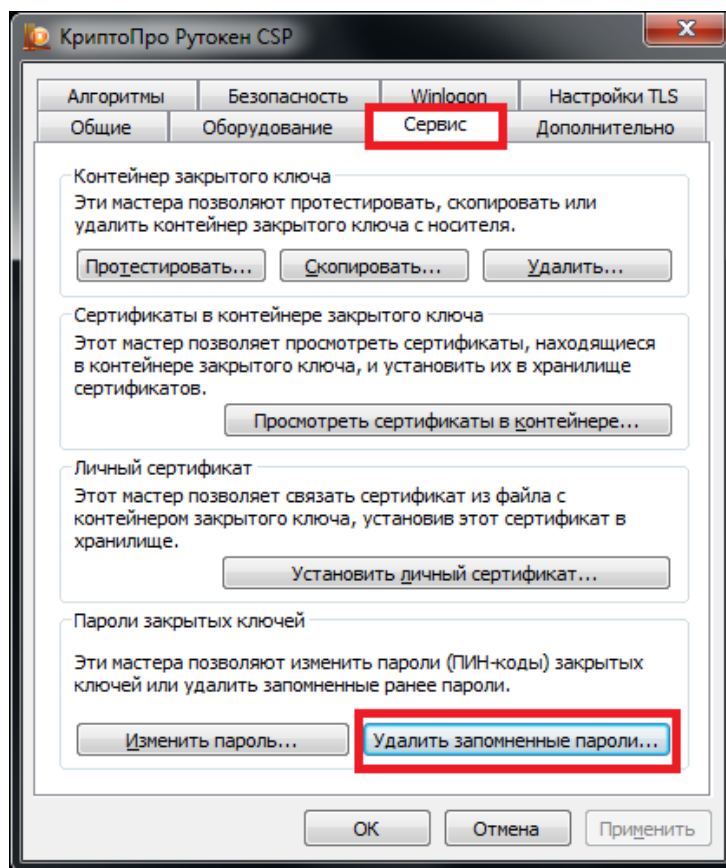 КриптоПро Рутокен CSP
Алгоритмы Безопасность Winlogon Настройки TLS
Общие Оборудование Сервис Дополнительно
Контейнер закрытого ключа
Эти мастера позволяют протестировать, скопировать или
удалить контейнер закрытого ключа с носителя.
Протестировать... Скопировать... Удалить...
Сертификаты в контейнере закрытого ключа
Этот мастер позволяет просмотреть сертификаты, находящиеся
в контейнере закрытого ключа, и установить их в хранилище
сертификатов.
Просмотреть сертификаты в контейнере...
Личный сертификат
Этот мастер позволяет связать сертификат из файла с
контейнером закрытого ключа, установив этот сертификат в
хранилище.
Установить личный сертификат...
Пароли закрытых ключей
Эти мастера позволяют изменить пароли (ПИН-коды) закрытых
ключей или удалить запомненные ранее пароли.
Изменить пароль... Удалить запомненные пароли...
ОК Отмена Применить